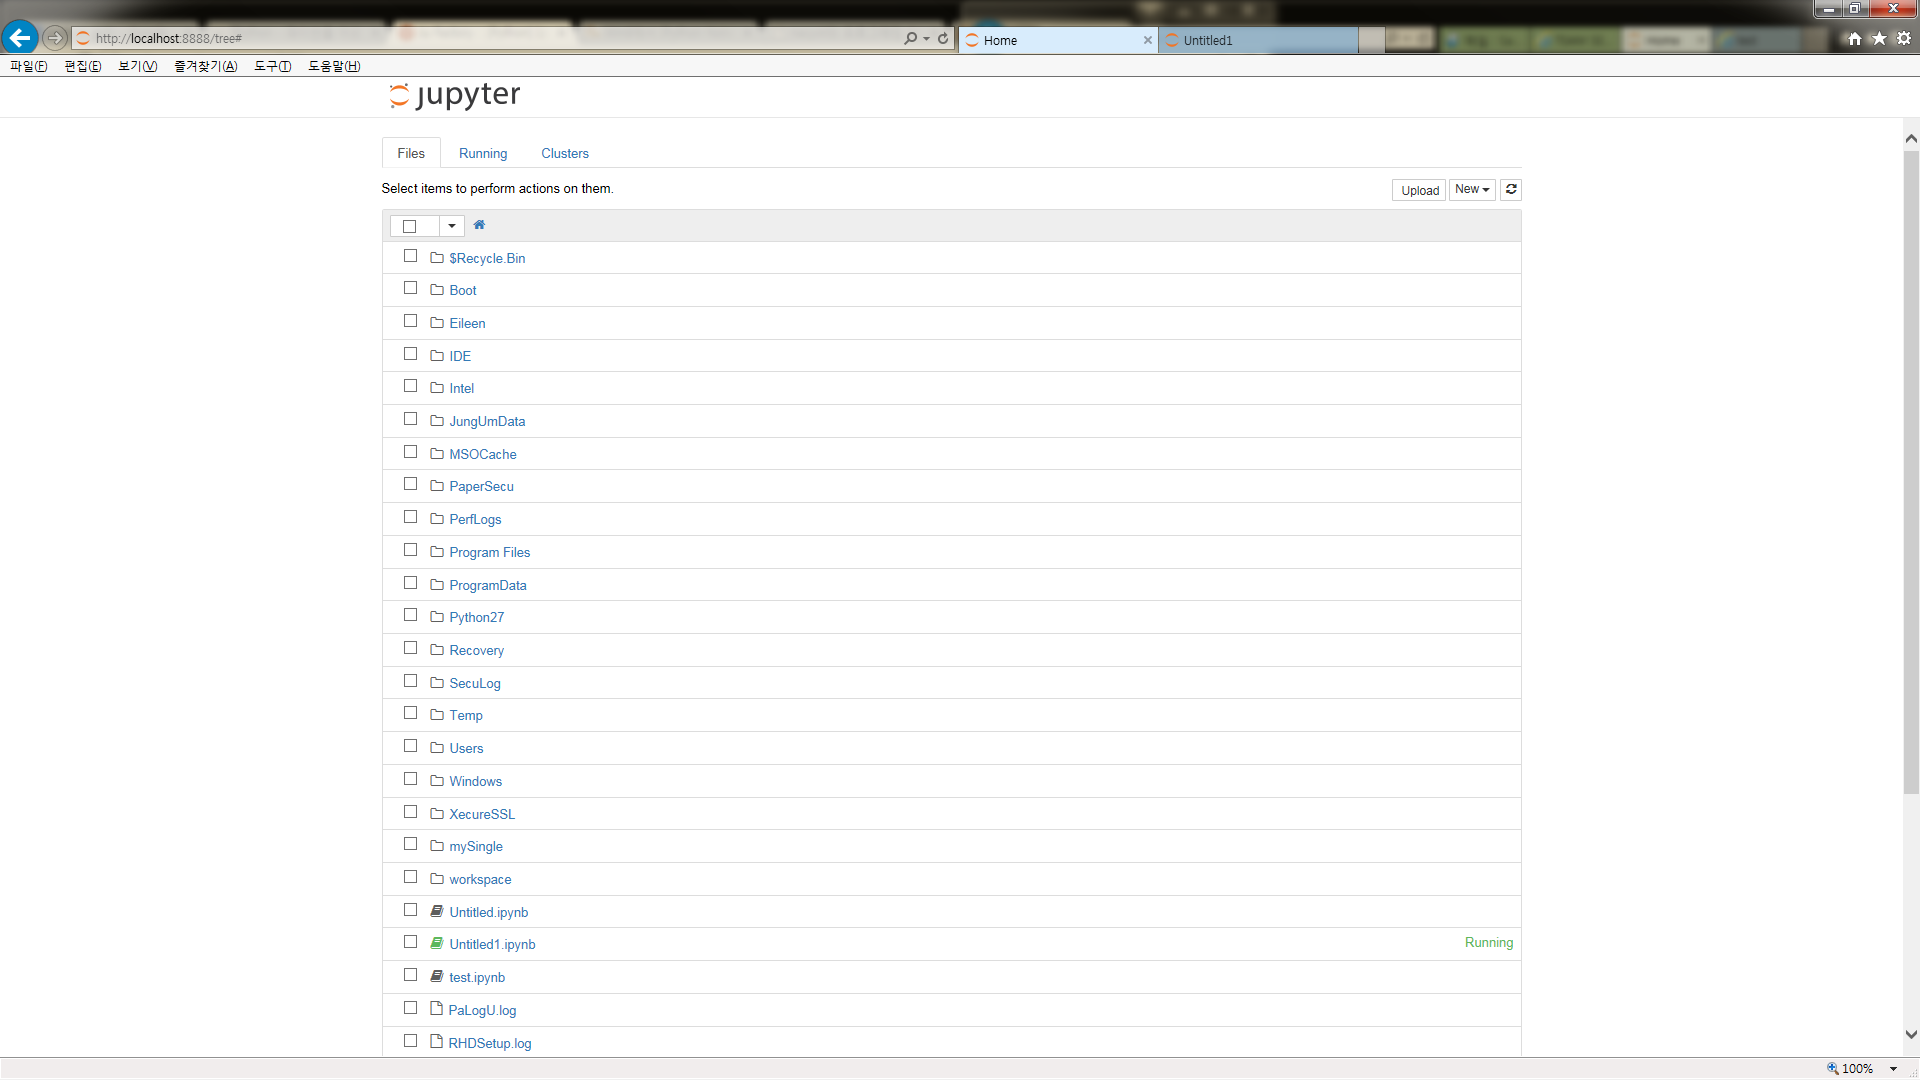 http://localhost:8888/tree#
Home
Untitled1
파일(F) 편집(E) 보기(V) 즐겨찾기(A) 도구(T) 도움말(H)
jupyter
Files Running Clusters
Select items to perform actions on them.
Upload New
$Recycle.Bin
Boot
Eileen
IDE
Intel
JungUmData
MSOCache
PaperSecu
PerfLogs
Program Files
ProgramData
Python27
Recovery
SecuLog
Temp
Users
Windows
XecureSSL
mySingle
workspace
Untitled.ipynb
Untitled1.ipynb Running
test.ipynb
PaLogU.log
RHDSetup.log
100%